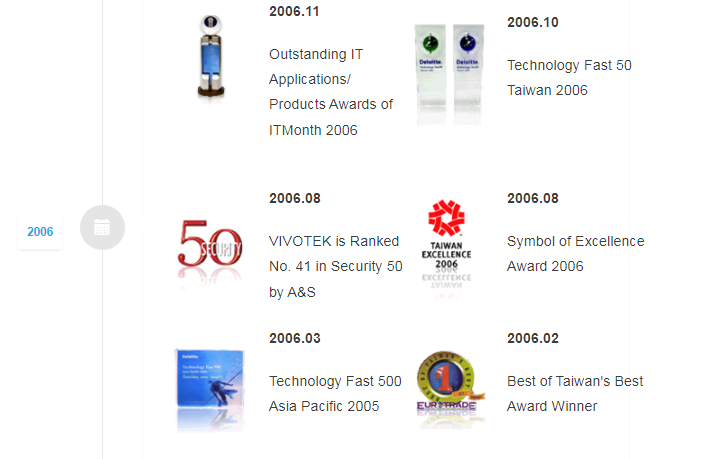 2006.11
Outstanding IT
Applications/
Products Awards of
ITMonth 2006
2006.10
Technology Fast 50
Taiwan 2006
Deloitte.
Deloitte.
2006
2006.08
VIVOTEK is Ranked
No. 41 in Security 50
by A&S
50
SECURITY
2006.08
Symbol of Excellence
Award 2006
TAIWAN
EXCELLENCE
2006
2006.03
Technology Fast 500
Asia Pacific 2005
Deloitte.
2006.02
Best of Taiwan's Best
Award Winner
1
EUROTRADE